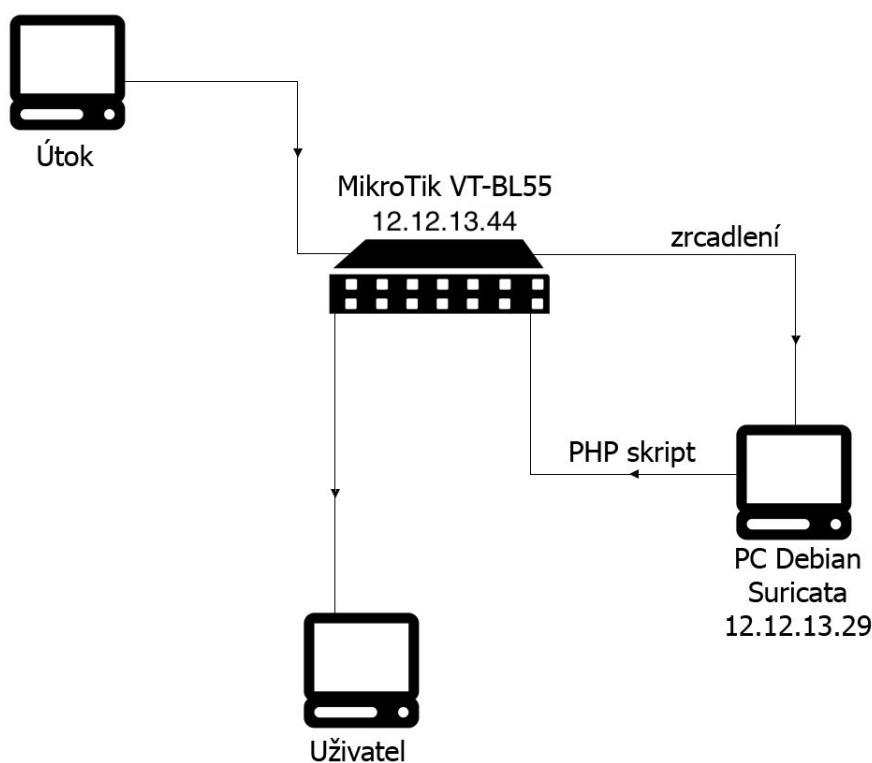 Útok
MikroTik VT-BL55
12.12.13.44
zrcadlení
PHP skript
PC Debian
Suricata
12.12.13.29
Uživatel